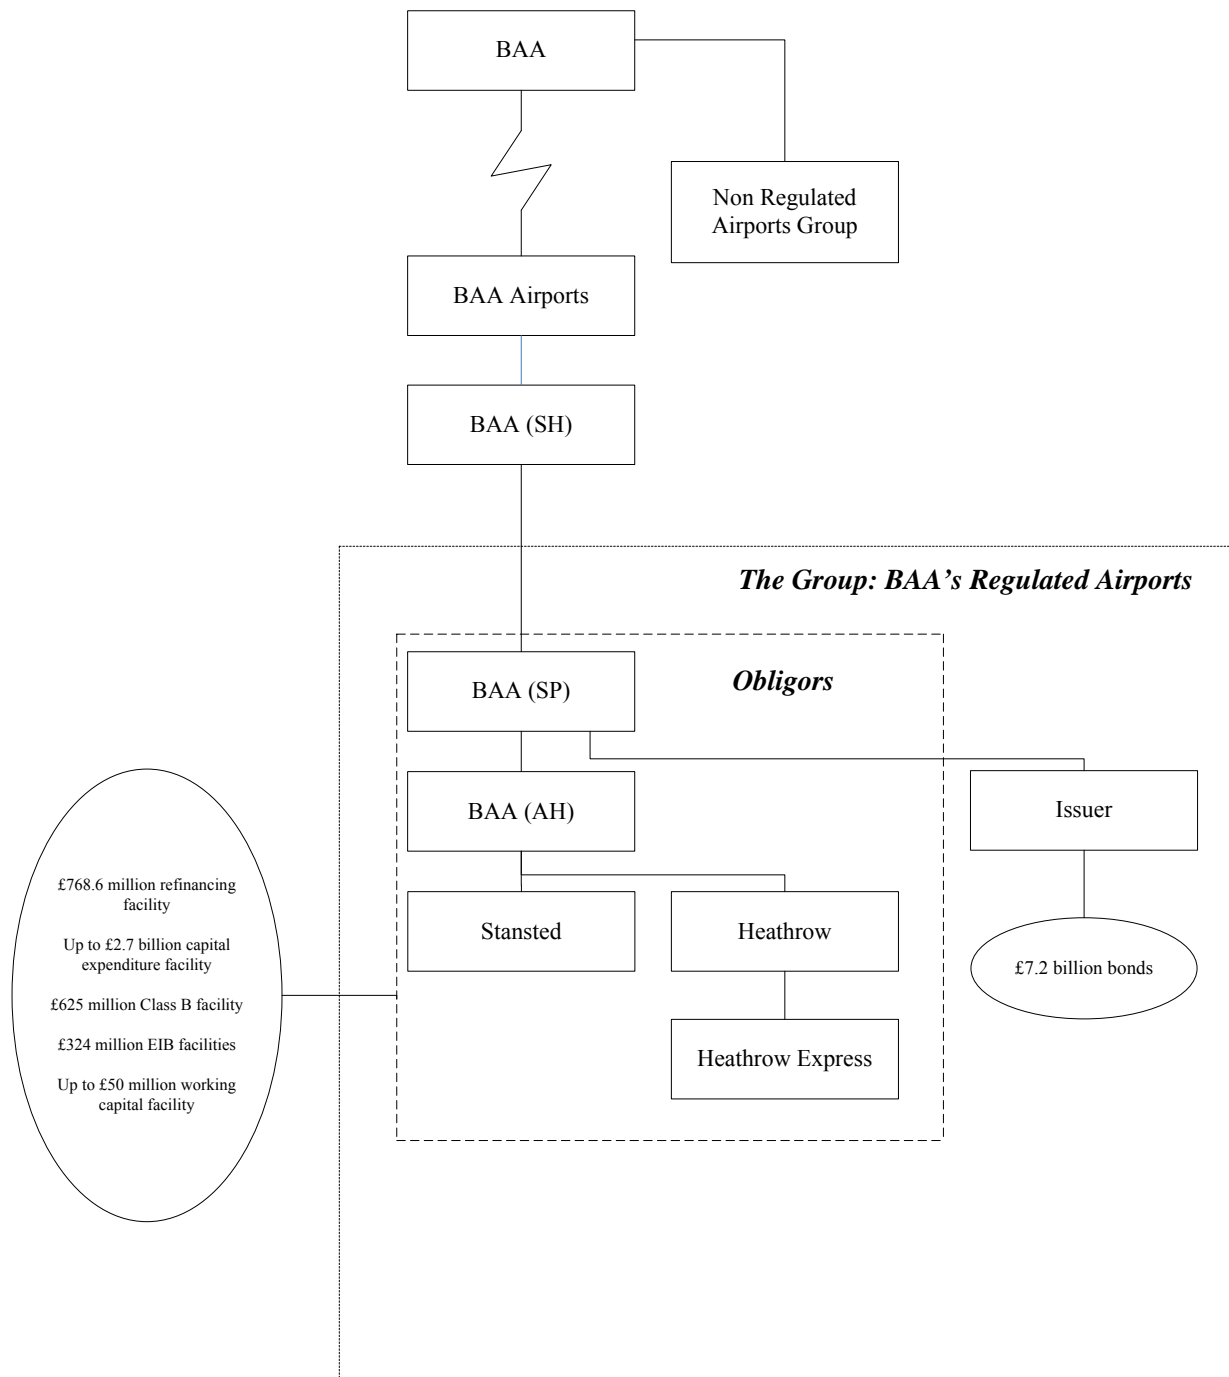 BAA
Non Regulated
Airports Group
BAA Airports
BAA (SH)
The Group: BAA’s Regulated Airports
BAA (SP)
Obligors
BAA (AH)
Issuer
£768.6 million refinancing
facility
Up to £2.7 billion capital
expenditure facility
£625 million Class B facility
£324 million EIB facilities
Up to £50 million working
capital facility
Stansted
Heathrow
£7.2 billion bonds
Heathrow Express